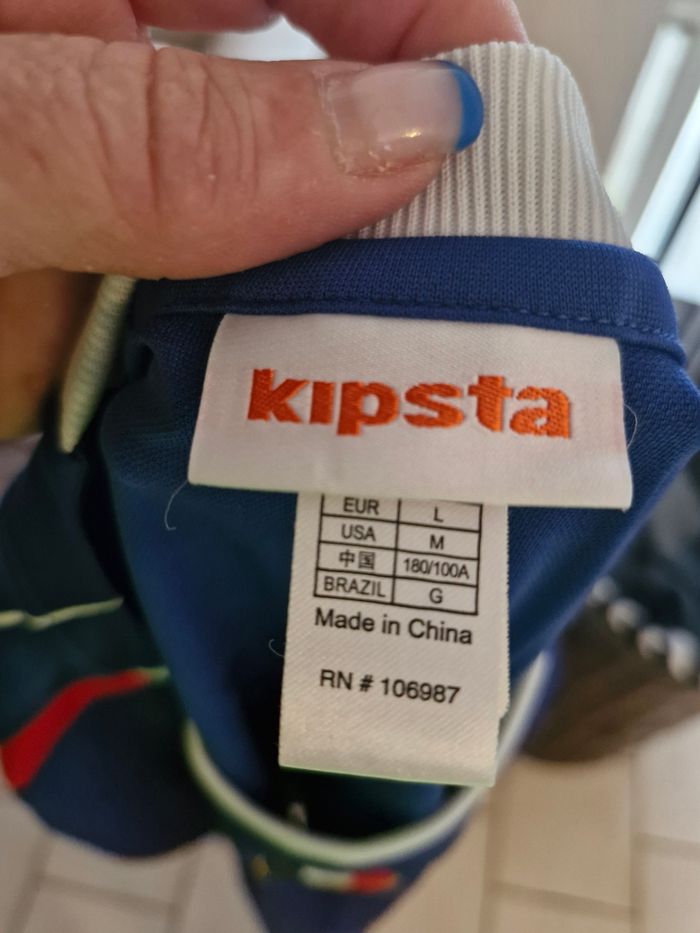 kipsta
EUR L
USA M
中国 180/100A
BRAZIL G
Made in China
RN # 106987